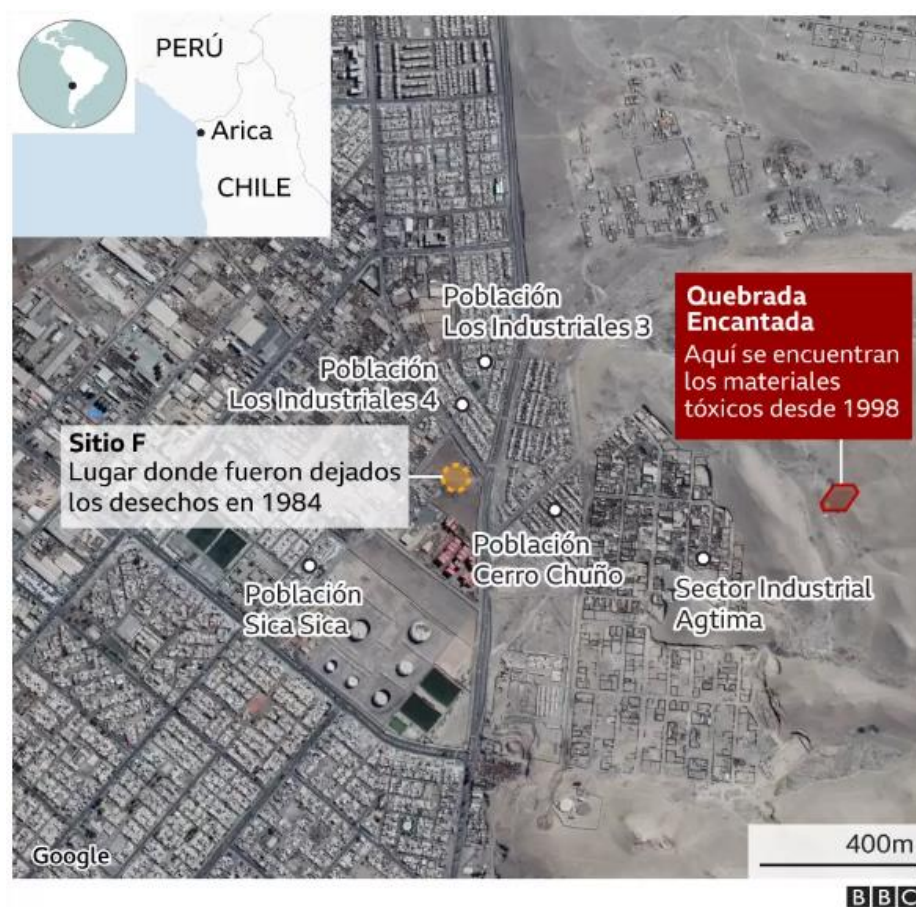 PERÚ
Arica
CHILE
Población
Los Industriales 3
Población
Los Industriales 4
Quebrada
Encantada
Aquí se encuentran
los materiales
tóxicos desde 1998
Sitio F
Lugar donde fueron dejados
los desechos en 1984
Población
Cerro Chuño
Población
Sica Sica
Sector Industrial
Agtima
400m
Google
BBC